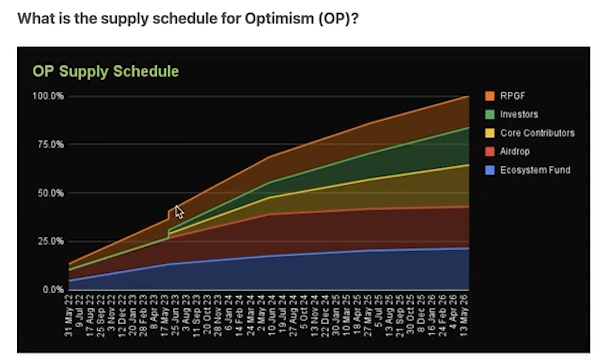 What is the supply schedule for Optimism (OP)?
OP Supply Schedule
100.0%
75.0%
50.0%
25.0%
0.0%
RPGF
Investors
Core Contributors
Airdrop
Ecosystem Fund
31 May 22
9 Jul 22
17 Aug 22
25 Sep 22
3 Nov 22
12 Dec 22
20 Jan 23
28 Feb 23
8 Apr 23
17 May 23
25 Jun 23
3 Aug 23
11 Sep 23
20 Oct 23
28 Nov 23
6 Jan 24
14 Feb 24
24 Mar 24
2 May 24
10 Jun 24
19 Jul 24
27 Aug 24
5 Oct 24
13 Nov 24
22 Dec 24
30 Jan 25
10 Mar 25
18 Apr 25
27 May 25
5 Jul 25
13 Aug 25
21 Sep 25
30 Oct 25
8 Dec 25
16 Jan 26
24 Feb 26
4 Apr 26
13 May 26